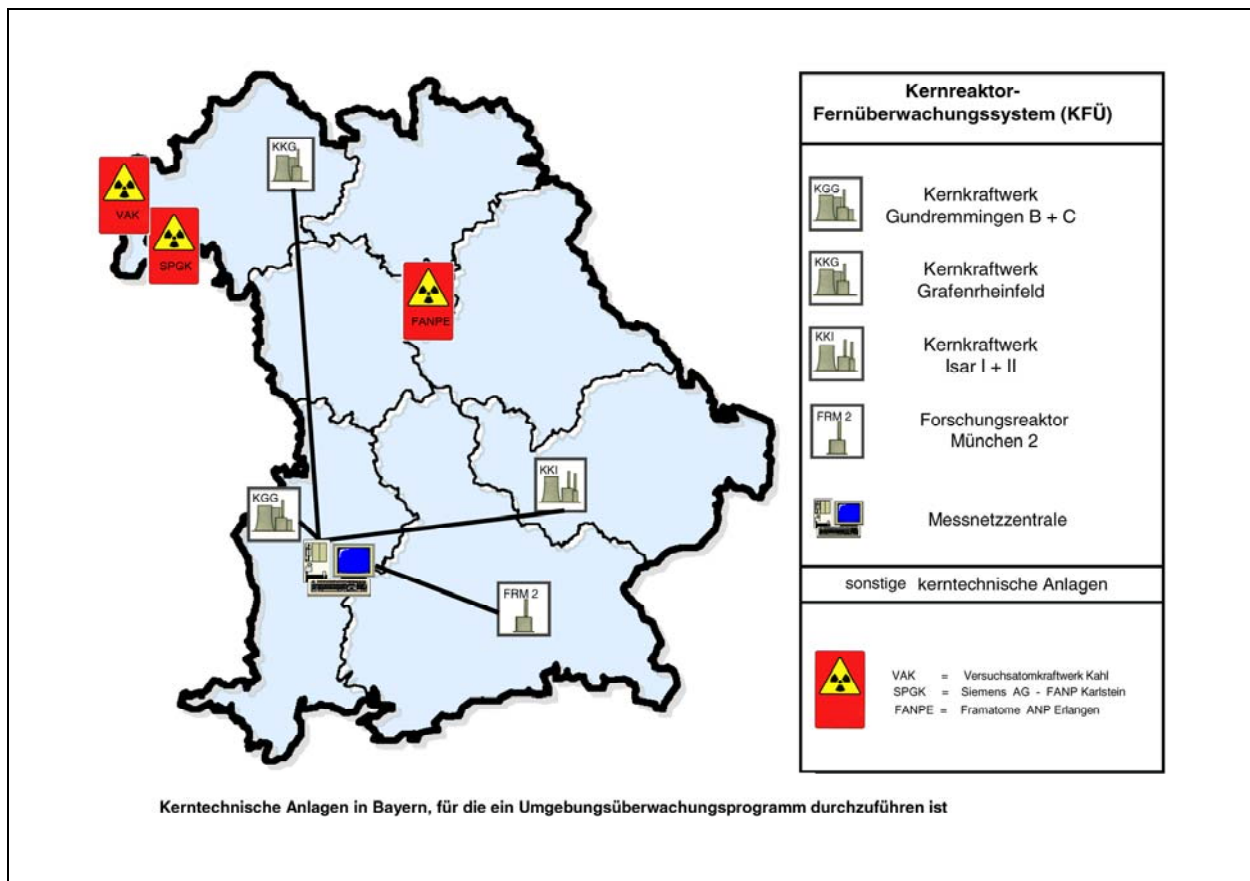 KKG
VAK
SPGK
FANPE
KGG
KKI
FRM 2
Kernreaktor-
Fernüberwachungssystem (KFÜ)
KGG
Kernkraftwerk
Gundremmingen B + C
KKG
Kernkraftwerk
Grafenrheinfeld
KKI
Kernkraftwerk
Isar I + II
FRM 2
Forschungsreaktor
München 2
Messnetzzentrale
sonstige kerntechnische Anlagen
VAK = Versuchsatomkraftwerk Kahl
SPGK = Siemens AG - FANP Karlstein
FANPE = Framatome ANP Erlangen
Kerntechnische Anlagen in Bayern, für die ein Umgebungsüberwachungsprogramm durchzuführen ist